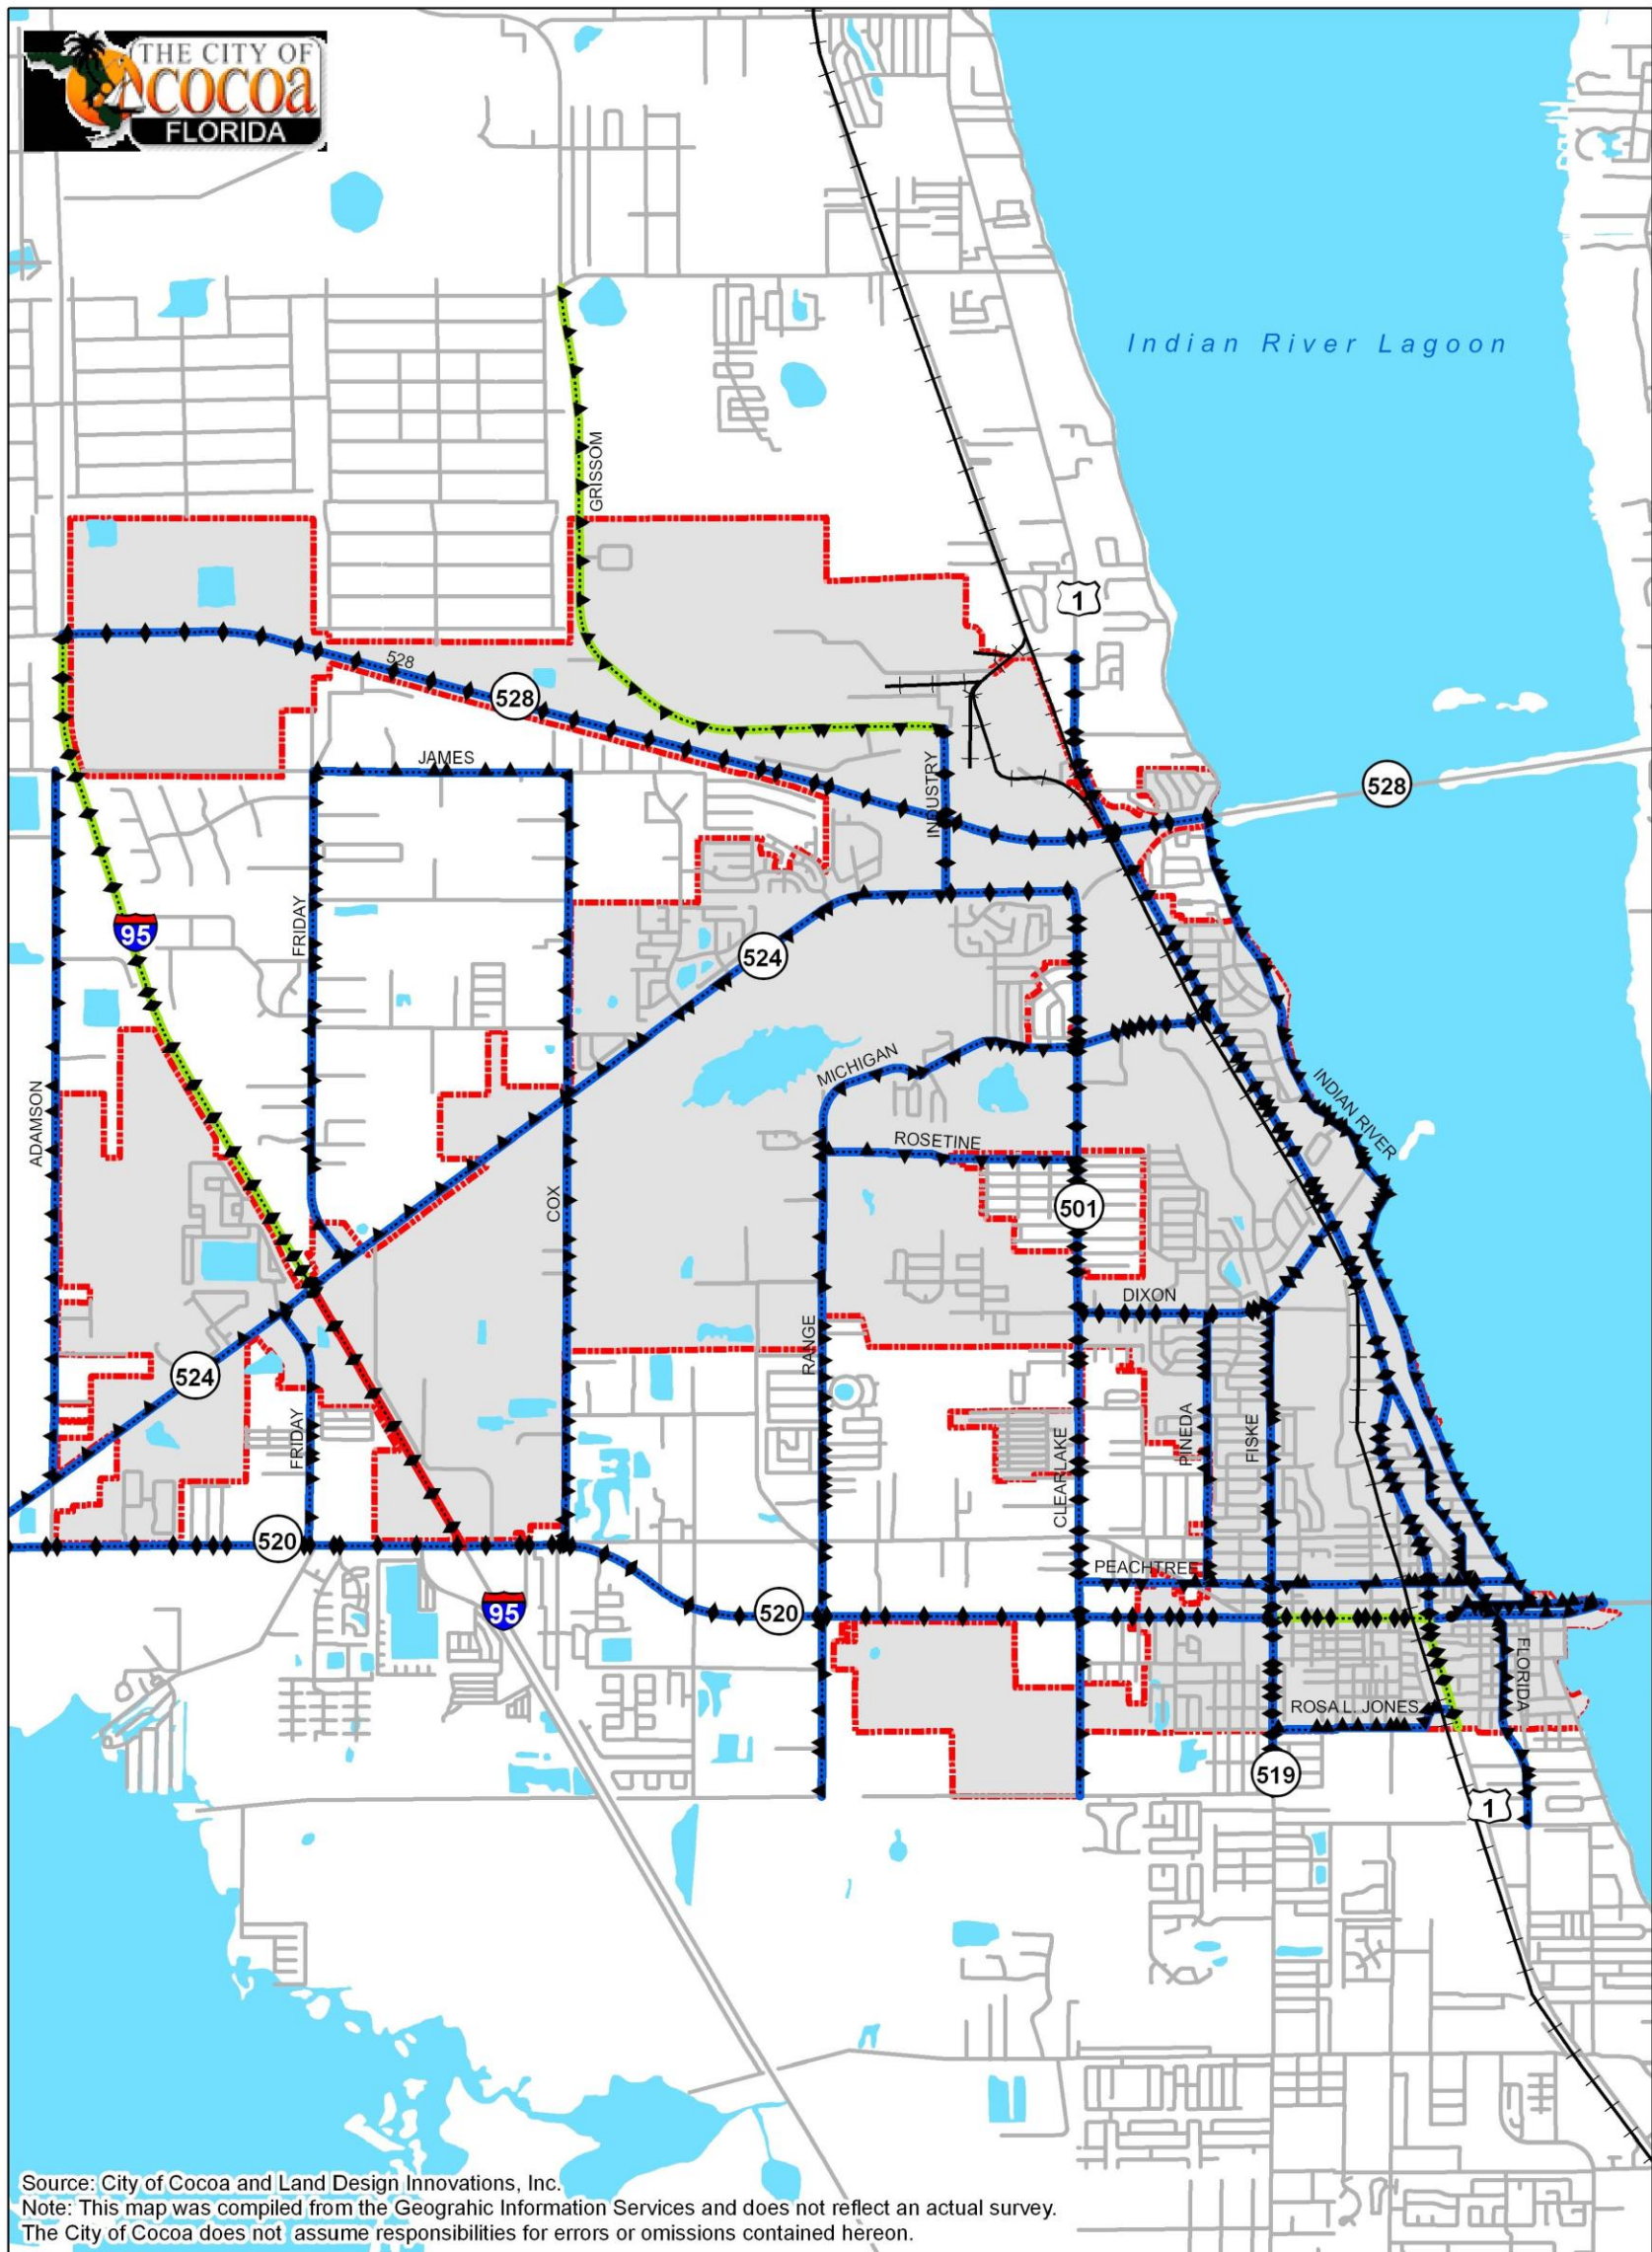 THE CITY OF
COCOa
FLORIDA
Indian River Lagoon
GRISSOM
1
528
528
528
JAMES
INDUSTRY
95
FRIDAY
524
MICHIGAN
ADAMSON
INDIAN RIVER
ROSETINE
COX
501
DIXON
RANGE
524
FRIDAY
PINEDA
FISKE
CLEARLAKE
520
PEACHTREE
95
520
FLORIDA
ROSA L. JONES
519
1
Source: City of Cocoa and Land Design Innovations, Inc.
Note: This map was compiled from the Geograhic Information Services and does not reflect an actual survey.
The City of Cocoa does not assume responsibilities for errors or omissions contained hereon.